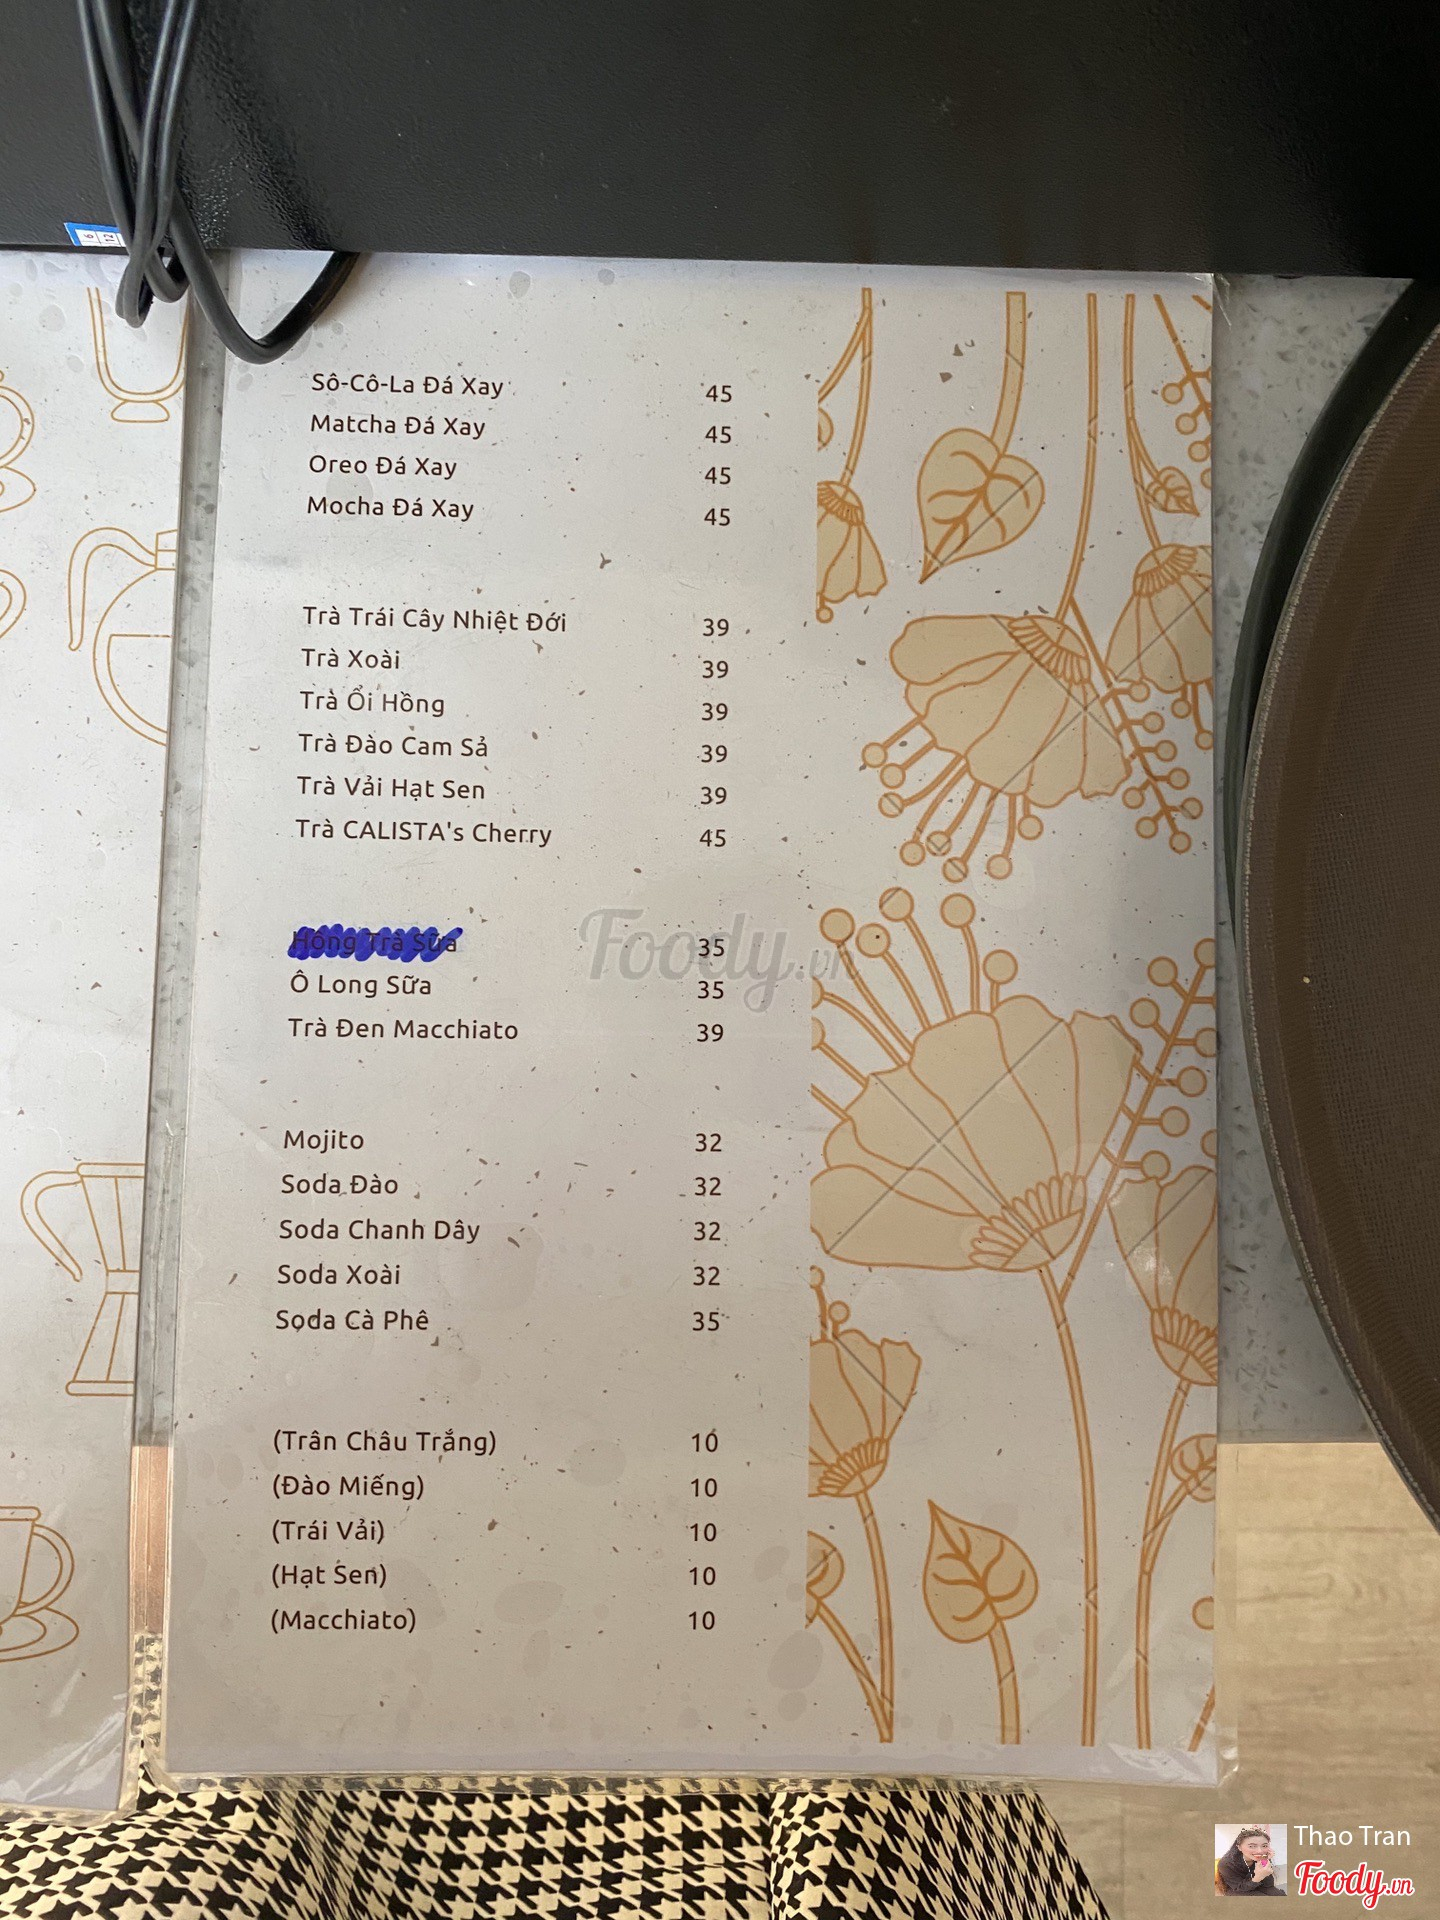 Sô-Cô-La Đá Xay 45
Matcha Đá Xay 45
Oreo Đá Xay 45
Mocha Đá Xay 45
Trà Trái Cây Nhiệt Đới 39
Trà Xoài 39
Trà Ổi Hồng 39
Trà Đào Cam Sả 39
Trà Vải Hạt Sen 39
Trà CALISTA's Cherry 45
Hồng Trà Sữa 35
Ô Long Sữa 35
Trà Đen Macchiato 39
Mojito 32
Soda Đào 32
Soda Chanh Dây 32
Soda Xoài 32
Soda Cà Phê 35
(Trân Châu Trắng) 10
(Đào Miếng) 10
(Trái Vải) 10
(Hạt Sen) 10
(Macchiato) 10
Foody.vn
Thao Tran
Foody.vn